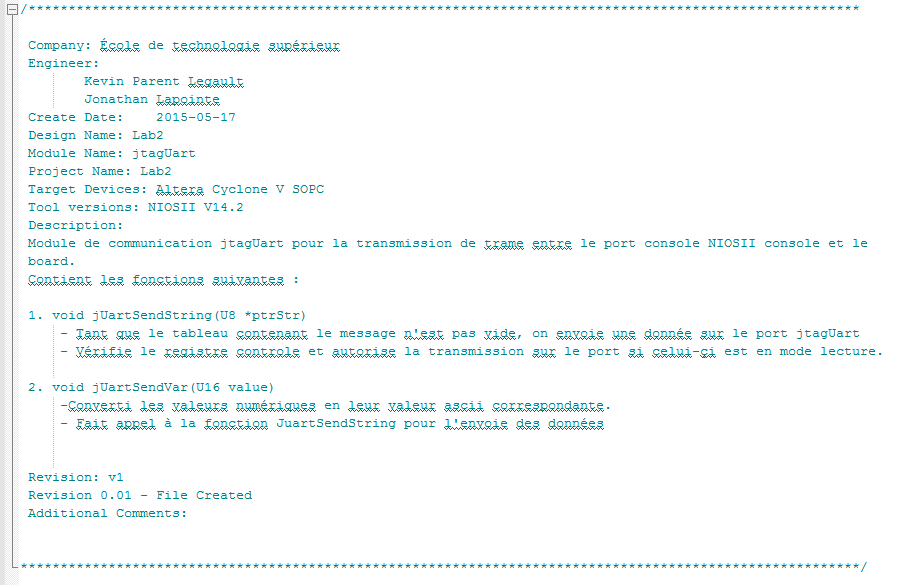 /********************************************************************************************************
Company: École de technologie supérieur
Engineer:
Kevin Parent Legault
Jonathan Lapointe
Create Date:    2015-05-17
Design Name: Lab2
Module Name: jtagUart
Project Name: Lab2
Target Devices: Altera Cyclone V SOPC
Tool versions: NIOSII V14.2
Description:
Module de communication jtagUart pour la transmission de trame entre le port console NIOSII console et le
board.
Contient les fonctions suivantes :
1. void jUartSendString(U8 *ptrStr)
- Tant que le tableau contenant le message n'est pas vide, on envoie une donnée sur le port jtagUart
- Vérifie le registre controle et autorise la transmission sur le port si celui-çi est en mode lecture.
2. void jUartSendVar(U16 value)
-Converti les valeurs numériques en leur valeur ascii correspondante.
- Fait appel à la fonction JuartSendString pour l'envoie des données
Revision: v1
Revision 0.01 - File Created
Additional Comments:
*********************************************************************************************************/